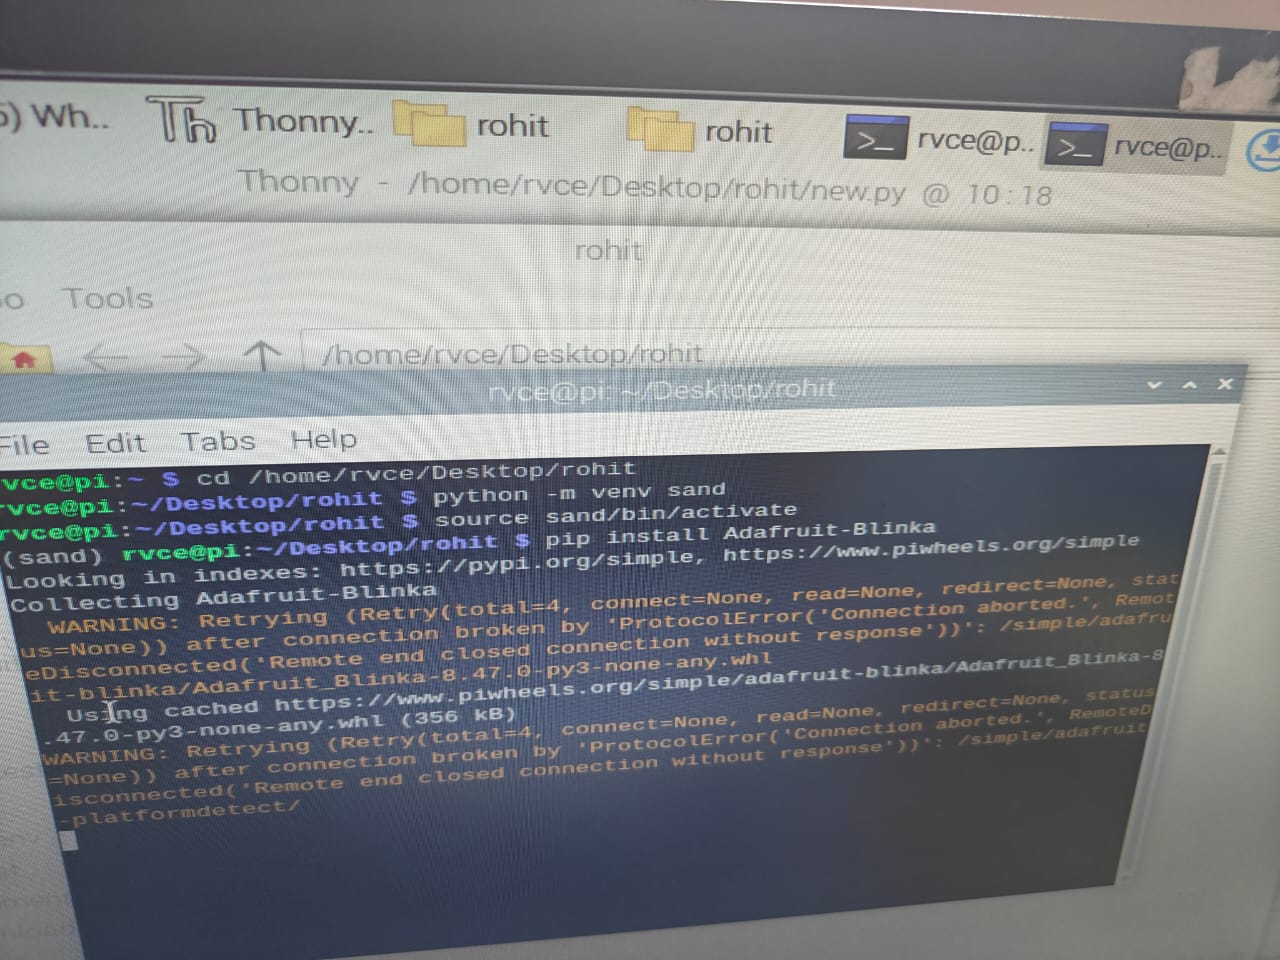 5) Wh..
Th Thonny..
rohit
rohit
rvce@p..
rvce@p..
Thonny - /home/rvce/Desktop/rohit/new.py @ 10:18
rohit
Tools
/home/rvce/Desktop/rohit
rvce@pi: ~/Desktop/rohit
File Edit Tabs Help
rvce@pi:~ $ cd /home/rvce/Desktop/rohit
rvce@pi:~/Desktop/rohit $ python -m venv sand
rvce@pi:~/Desktop/rohit $ source sand/bin/activate
(sand) rvce@pi:~/Desktop/rohit $ pip install Adafruit-Blinka
Looking in indexes: https://pypi.org/simple, https://www.piwheels.org/simple
Collecting Adafruit-Blinka
WARNING: Retrying (Retry(total=4, connect=None, read=None, redirect=None, stat
us=None)) after connection broken by 'ProtocolError('Connection aborted.', Remot
eDisconnected('Remote end closed connection without response'))': /simple/adafru
it-blinka/Adafruit_Blinka-8.47.0-py3-none-any.whl
Using cached https://www.piwheels.org/simple/adafruit-blinka/Adafruit_Blinka-8
.47.0-py3-none-any.whl (356 kB)
WARNING: Retrying (Retry(total=4, connect=None, read=None, redirect=None, status
=None)) after connection broken by 'ProtocolError('Connection aborted.', RemoteD
isconnected('Remote end closed connection without response'))': /simple/adafruit
-platformdetect/